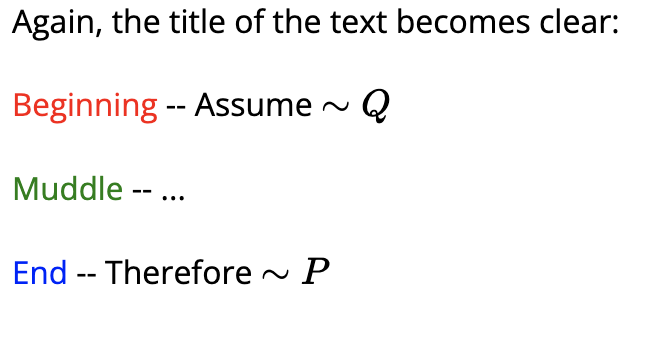 Again, the title of the text becomes clear:
Beginning -- Assume ~ Q
Muddle -- ...
End -- Therefore ~ P